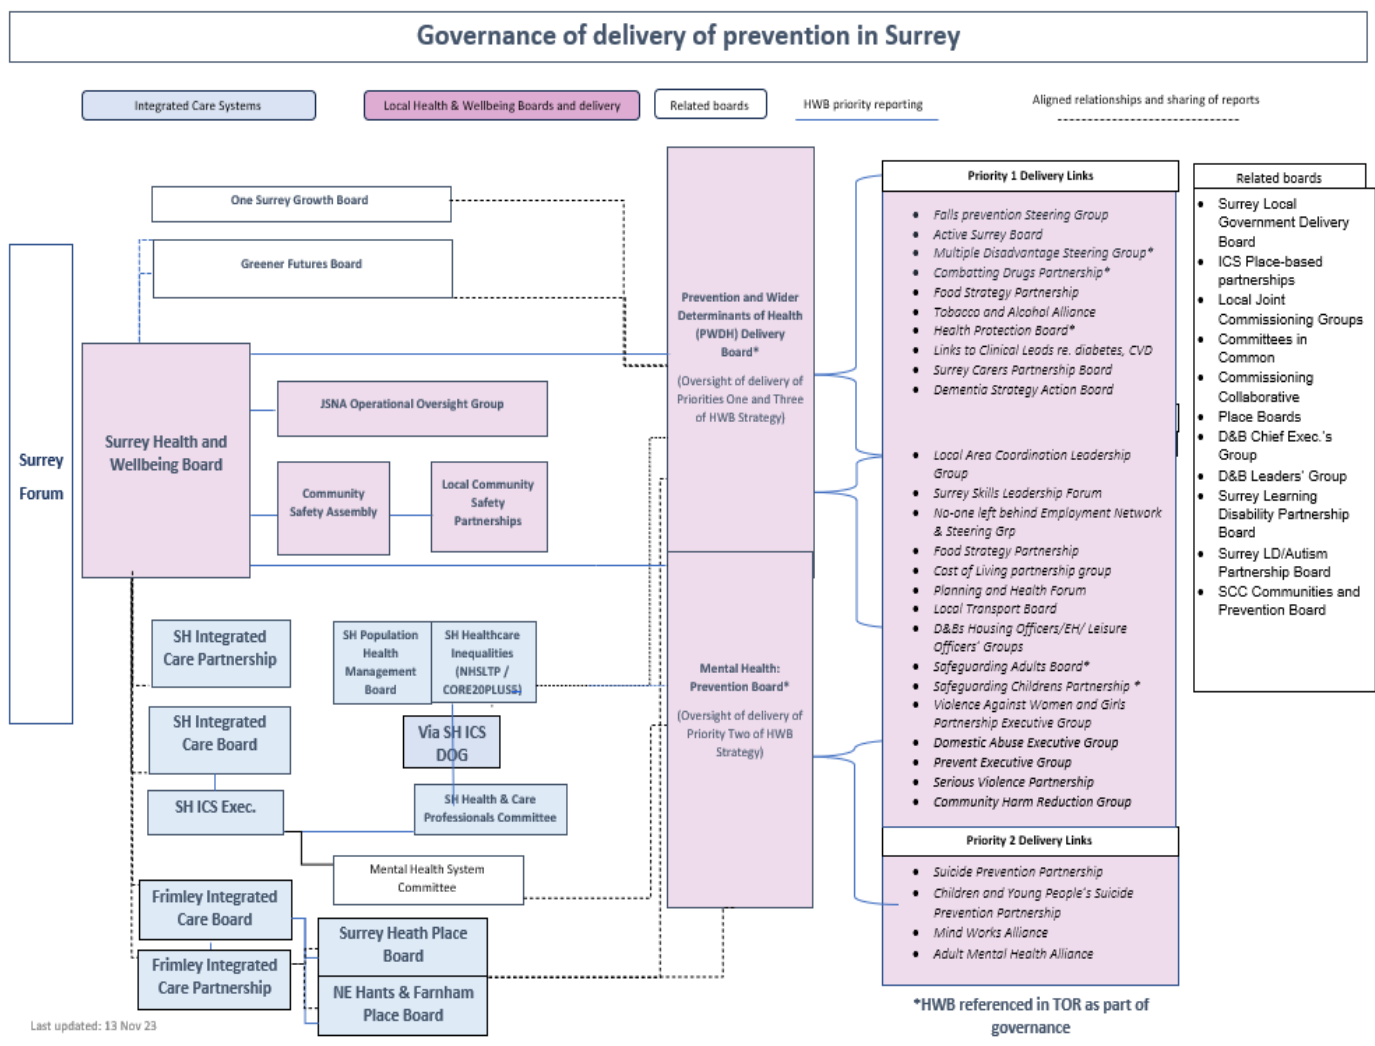 Governance of delivery of prevention in Surrey
Integrated Care Systems
Local Health & Wellbeing Boards and delivery
Related boards
HWB priority reporting
Aligned relationships and sharing of reports
One Surrey Growth Board
Greener Futures Board
Surrey
Forum
Surrey Health and
Wellbeing Board
JSNA Operational Oversight Group
Community
Safety Assembly
Local Community
Safety
Partnerships
SH Integrated
Care Partnership
SH Integrated
Care Board
SH ICS Exec.
SH Population
Health
Management
Board
SH Healthcare
Inequalities
(NHSLTP /
CORE20PLUS5)
Via SH ICS
DOG
SH Health & Care
Professionals Committee
Mental Health System
Committee
Frimley Integrated
Care Board
Frimley Integrated
Care Partnership
Surrey Heath Place
Board
NE Hants & Farnham
Place Board
Prevention and Wider
Determinants of Health
(PWDH) Delivery
Board*
(Oversight of delivery of
Priorities One and Three
of HWB Strategy)
Mental Health:
Prevention Board*
(Oversight of delivery of
Priority Two of HWB
Strategy)
Priority 1 Delivery Links
• Falls prevention Steering Group
• Active Surrey Board
• Multiple Disadvantage Steering Group*
• Combatting Drugs Partnership*
• Food Strategy Partnership
• Tobacco and Alcohol Alliance
• Health Protection Board*
• Links to Clinical Leads re. diabetes, CVD
• Surrey Carers Partnership Board
• Dementia Strategy Action Board
• Local Area Coordination Leadership
Group
• Surrey Skills Leadership Forum
• No-one left behind Employment Network
& Steering Grp
• Food Strategy Partnership
• Cost of Living partnership group
• Planning and Health Forum
• Local Transport Board
• D&Bs Housing Officers/EH/ Leisure
Officers' Groups
• Safeguarding Adults Board*
• Safeguarding Childrens Partnership *
• Violence Against Women and Girls
Partnership Executive Group
• Domestic Abuse Executive Group
• Prevent Executive Group
• Serious Violence Partnership
• Community Harm Reduction Group
Priority 2 Delivery Links
• Suicide Prevention Partnership
• Children and Young People's Suicide
Prevention Partnership
• Mind Works Alliance
• Adult Mental Health Alliance
Related boards
• Surrey Local
Government Delivery
Board
• ICS Place-based
partnerships
• Local Joint
Commissioning Groups
• Committees in
Common
• Commissioning
Collaborative
• Place Boards
• D&B Chief Exec.'s
Group
• D&B Leaders' Group
• Surrey Learning
Disability Partnership
Board
• Surrey LD/Autism
Partnership Board
• SCC Communities and
Prevention Board
*HWB referenced in TOR as part of
governance
Last updated: 13 Nov 23